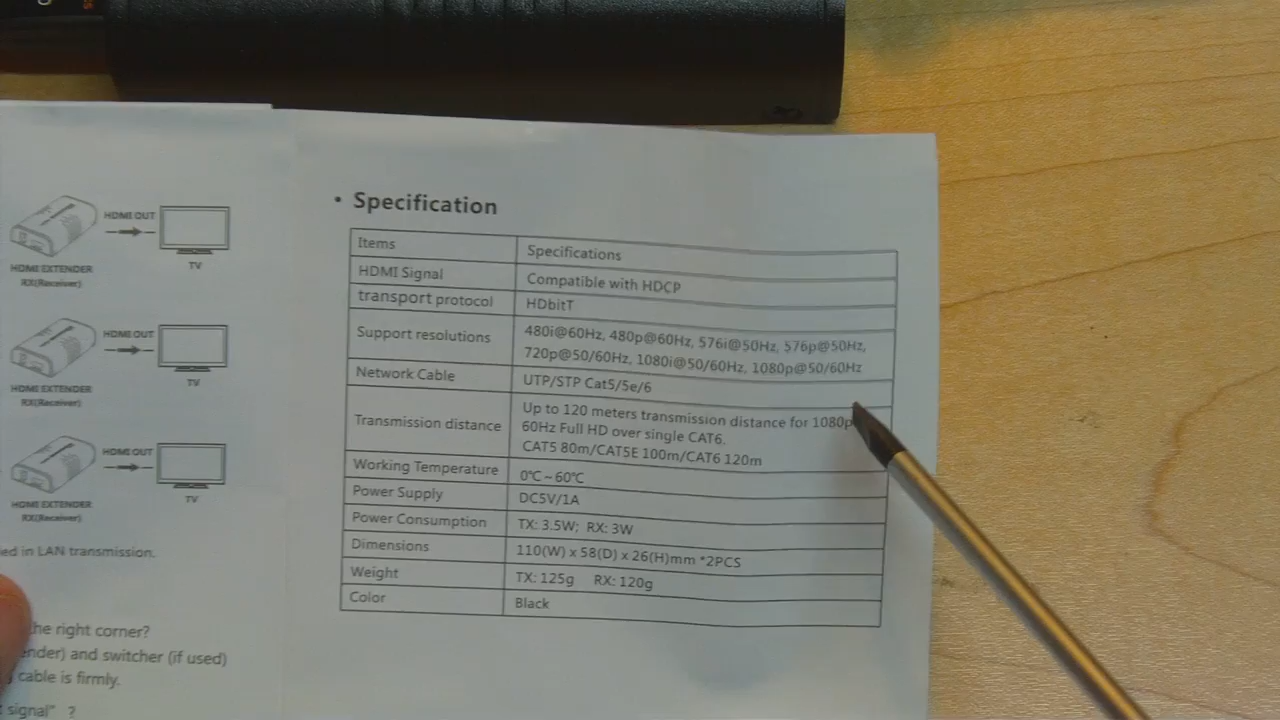 HDMI OUT
HDMI EXTENDER
RX(Receiver)
TV
HDMI OUT
HDMI EXTENDER
RX(Receiver)
TV
HDMI OUT
HDMI EXTENDER
RX(Receiver)
TV
in LAN transmission.
right corner?
and switcher (if used)
cable is firmly.
signal" ?
• Specification
Items Specifications
HDMI Signal Compatible with HDCP
transport protocol HDbitT
Support resolutions 480i@60Hz, 480p@60Hz, 576i@50Hz, 576p@50Hz,
720p@50/60Hz, 1080i@50/60Hz, 1080p@50/60Hz
Network Cable UTP/STP Cat5/5e/6
Transmission distance Up to 120 meters transmission distance for 1080p
60Hz Full HD over single CAT6.
CAT5 80m/CAT5E 100m/CAT6 120m
Working Temperature 0℃~60℃
Power Supply DC5V/1A
Power Consumption TX: 3.5W; RX: 3W
Dimensions 110(W) x 58(D) x 26(H)mm *2PCS
Weight TX: 125g RX: 120g
Color Black